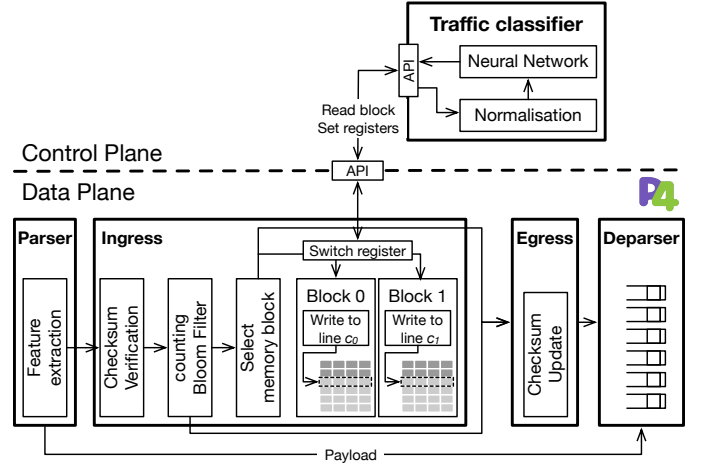 Traffic classifier
API
Neural Network
Normalisation
Read block
Set registers
Control Plane
API
Data Plane
P4
Parser
Ingress
Egress
Deparser
Switch register
Feature
extraction
Checksum
Verification
counting
Bloom Filter
Select
memory block
Block 0
Write to
line c0
Block 1
Write to
line c1
Checksum
Update
Payload